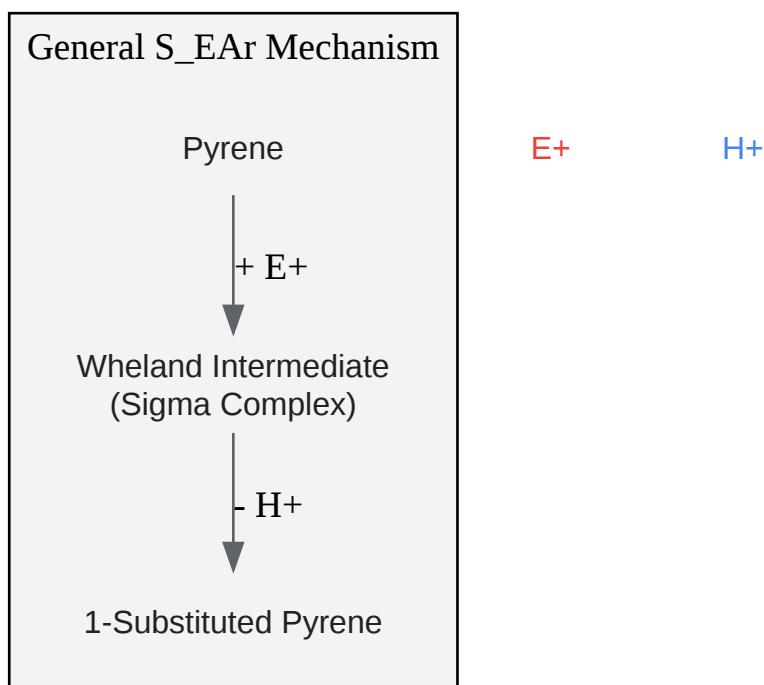 General S_EAr Mechanism
Pyrene
E+
H+
+ E+
Wheland Intermediate
(Sigma Complex)
- H+
1-Substituted Pyrene